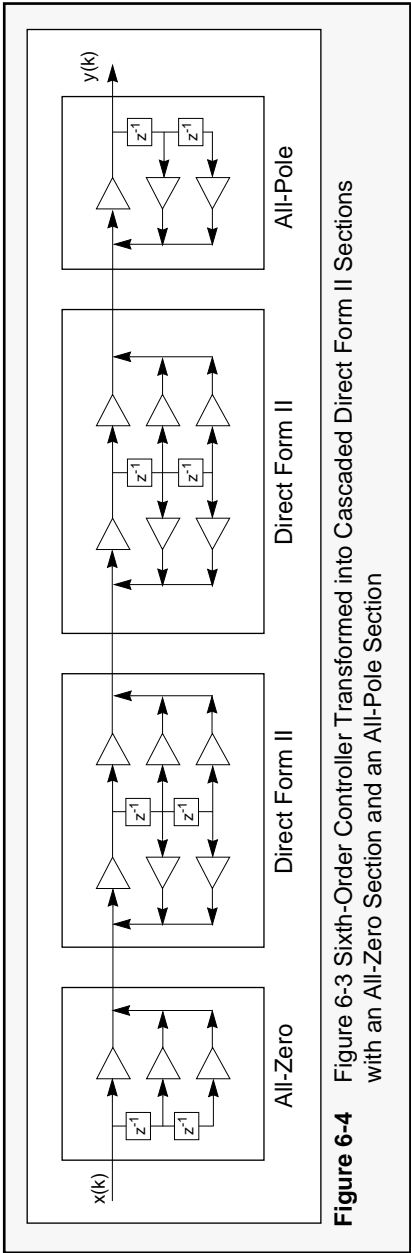 x(k)
z-1
z-1
All-Zero
z-1
z-1
Direct Form II
z-1
z-1
Direct Form II
z-1
z-1
All-Pole
y(k)
Figure 6-4 Figure 6-3 Sixth-Order Controller Transformed into Cascaded Direct Form II Sections
with an All-Zero Section and an All-Pole Section